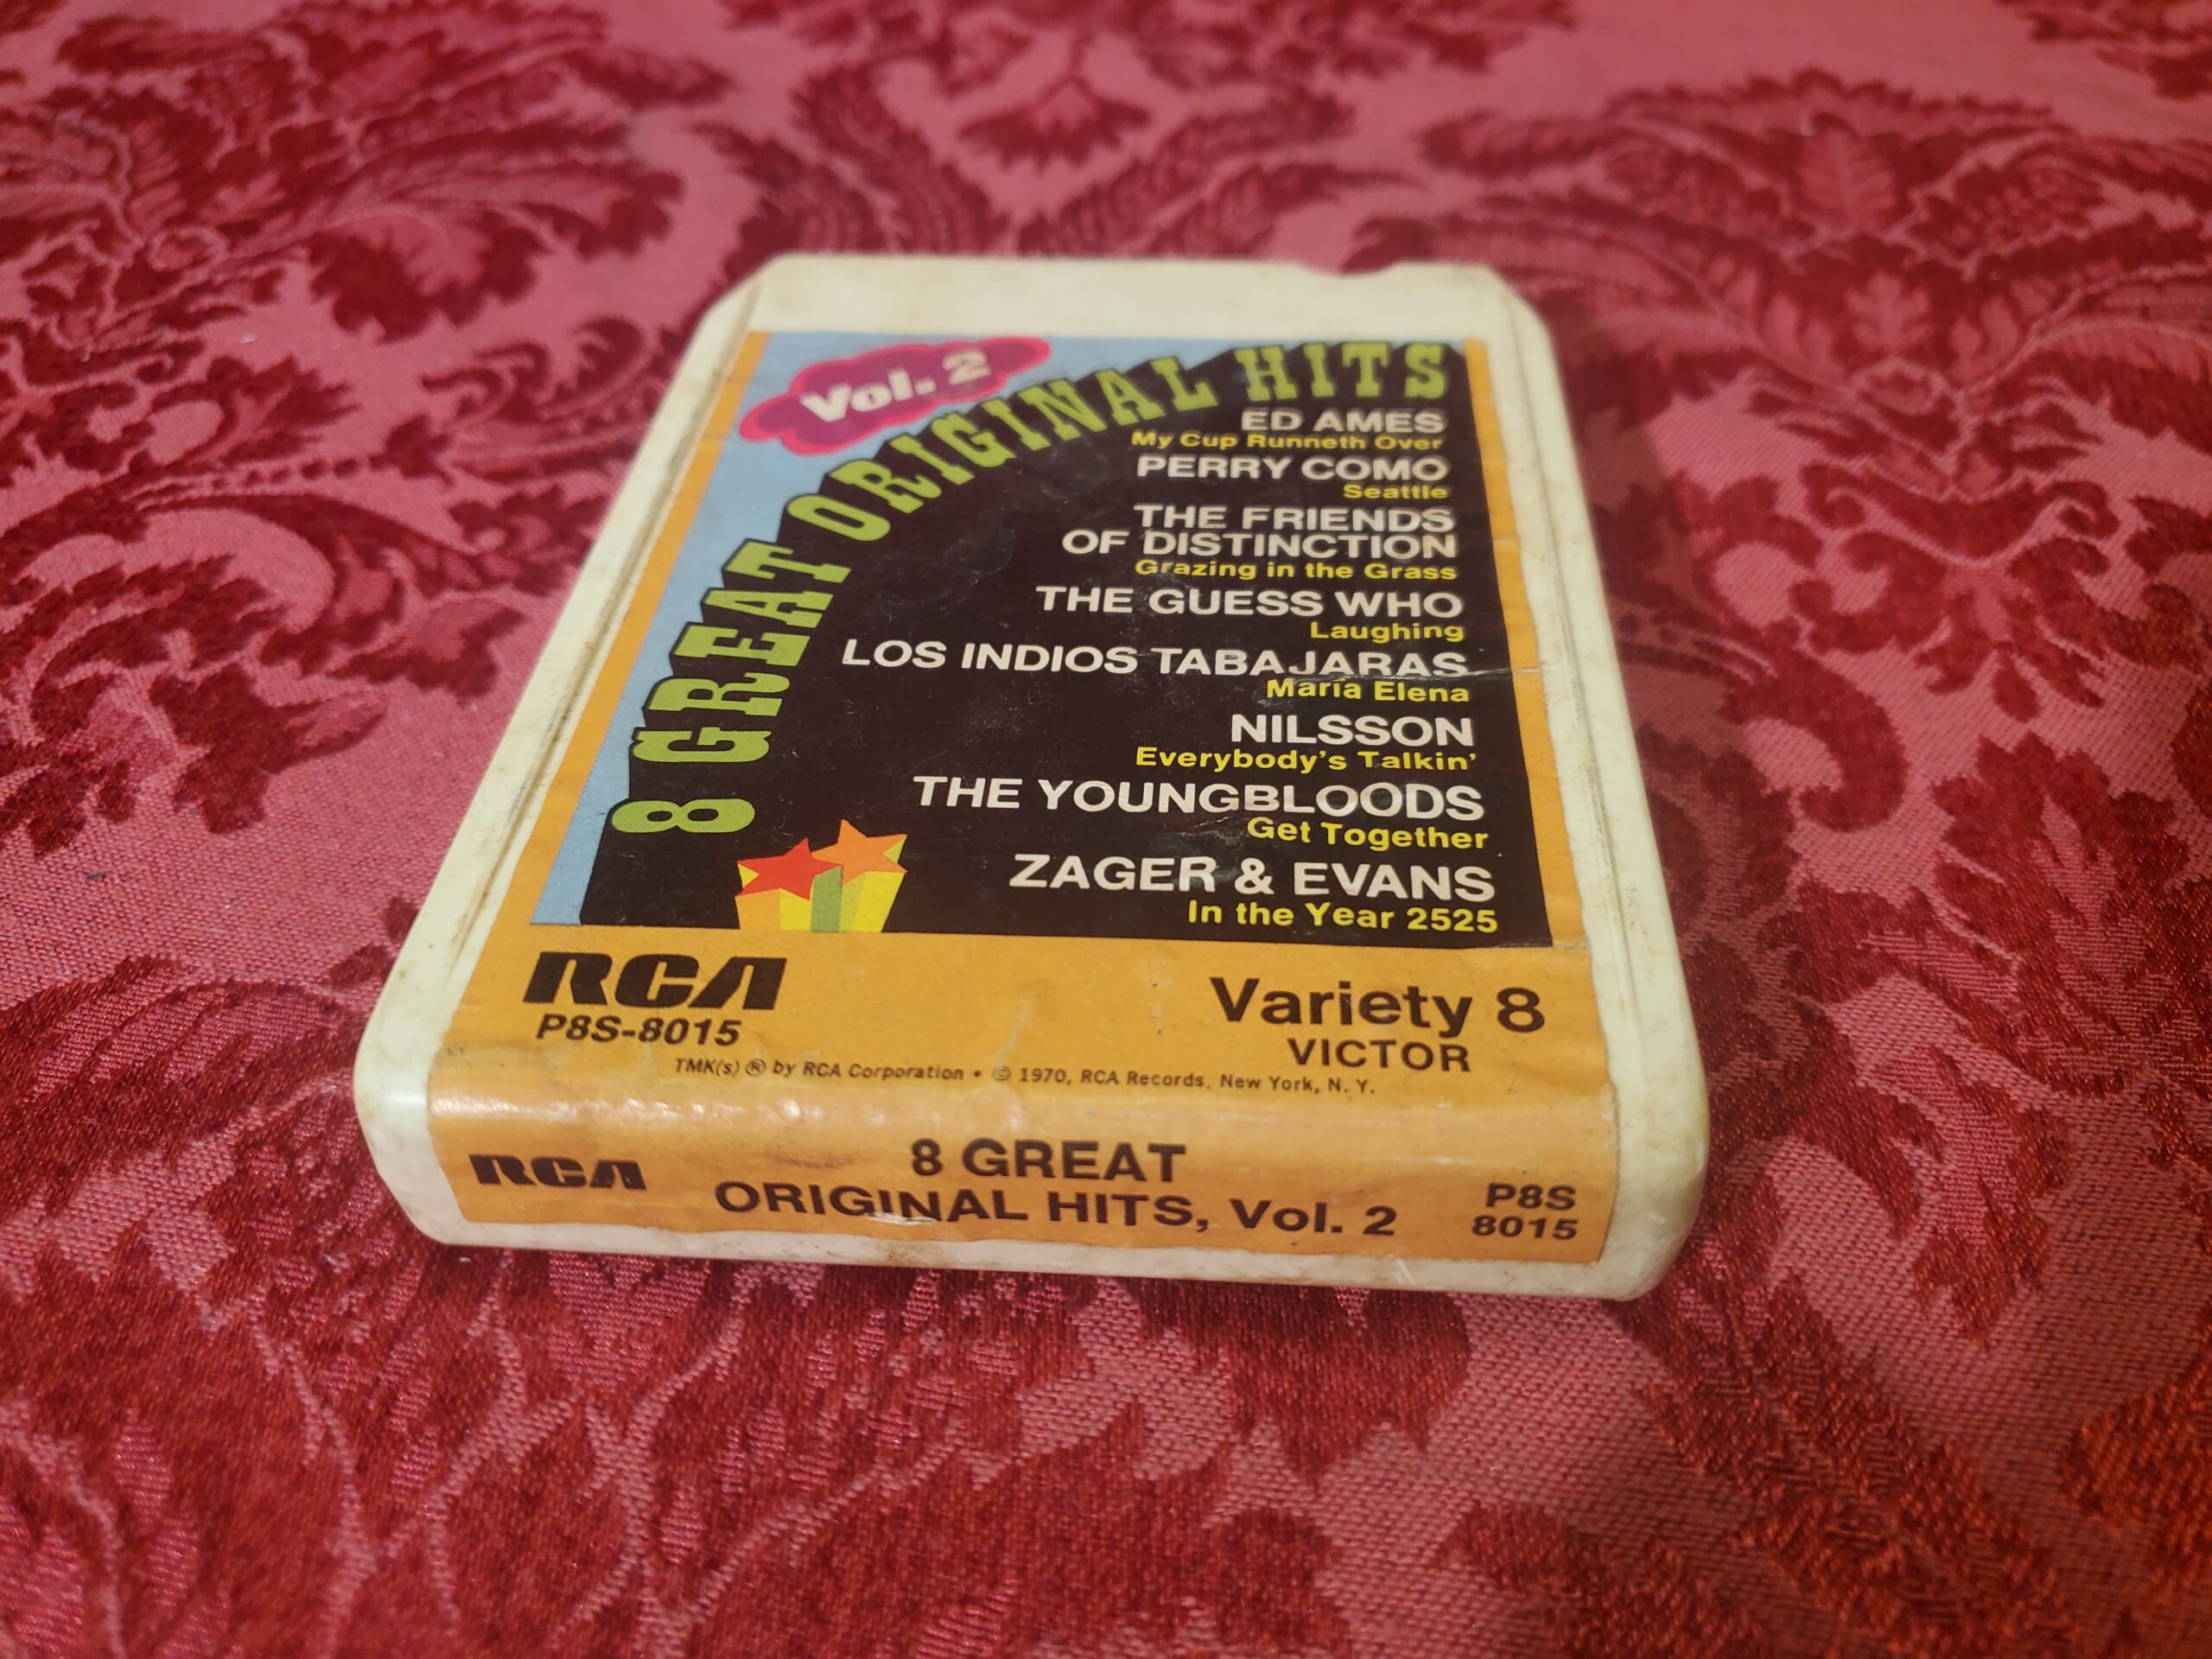 Vol. 2
8 GREAT ORIGINAL HITS
ED AMES
My Cup Runneth Over
PERRY COMO
Seattle
THE FRIENDS
OF DISTINCTION
Grazing in the Grass
THE GUESS WHO
Laughing
LOS INDIOS TABAJARAS
Maria Elena
NILSSON
Everybody's Talkin'
THE YOUNGBLOODS
Get Together
ZAGER & EVANS
In the Year 2525
RCA
P8S-8015
Variety 8
VICTOR
TMK(s) ® by RCA Corporation • © 1970, RCA Records, New York, N. Y.
RCA
8 GREAT
ORIGINAL HITS, Vol. 2
P8S
8015